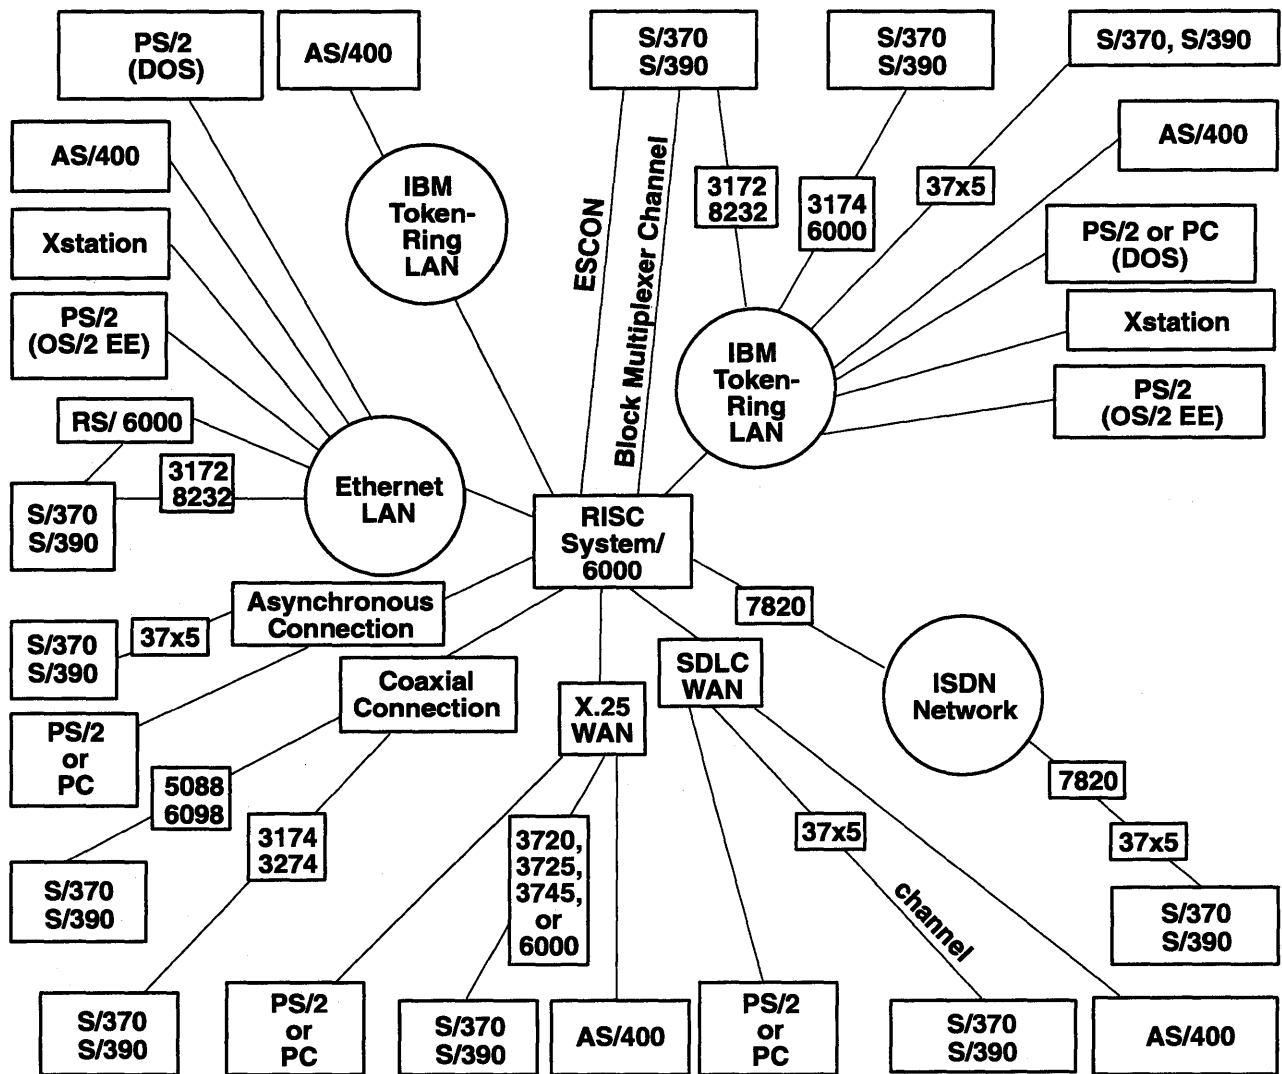 PS/2
(DOS)
AS/400
S/370
S/390
S/370
S/390
S/370, S/390
AS/400
AS/400
Xstation
PS/2
(OS/2 EE)
IBM
Token-
Ring
LAN
ESCON
Block Multiplexer Channel
3172
8232
3174
6000
37x5
PS/2 or PC
(DOS)
Xstation
PS/2
(OS/2 EE)
IBM
Token-
Ring
LAN
RS/ 6000
3172
8232
S/370
S/390
Ethernet
LAN
RISC
System/
6000
Asynchronous
Connection
37x5
S/370
S/390
PS/2
or
PC
Coaxial
Connection
5088
6098
3174
3274
S/370
S/390
S/370
S/390
X.25
WAN
3720,
3725,
3745,
or
6000
PS/2
or
PC
S/370
S/390
AS/400
SDLC
WAN
37x5
channel
PS/2
or
PC
S/370
S/390
AS/400
7820
ISDN
Network
7820
37x5
S/370
S/390